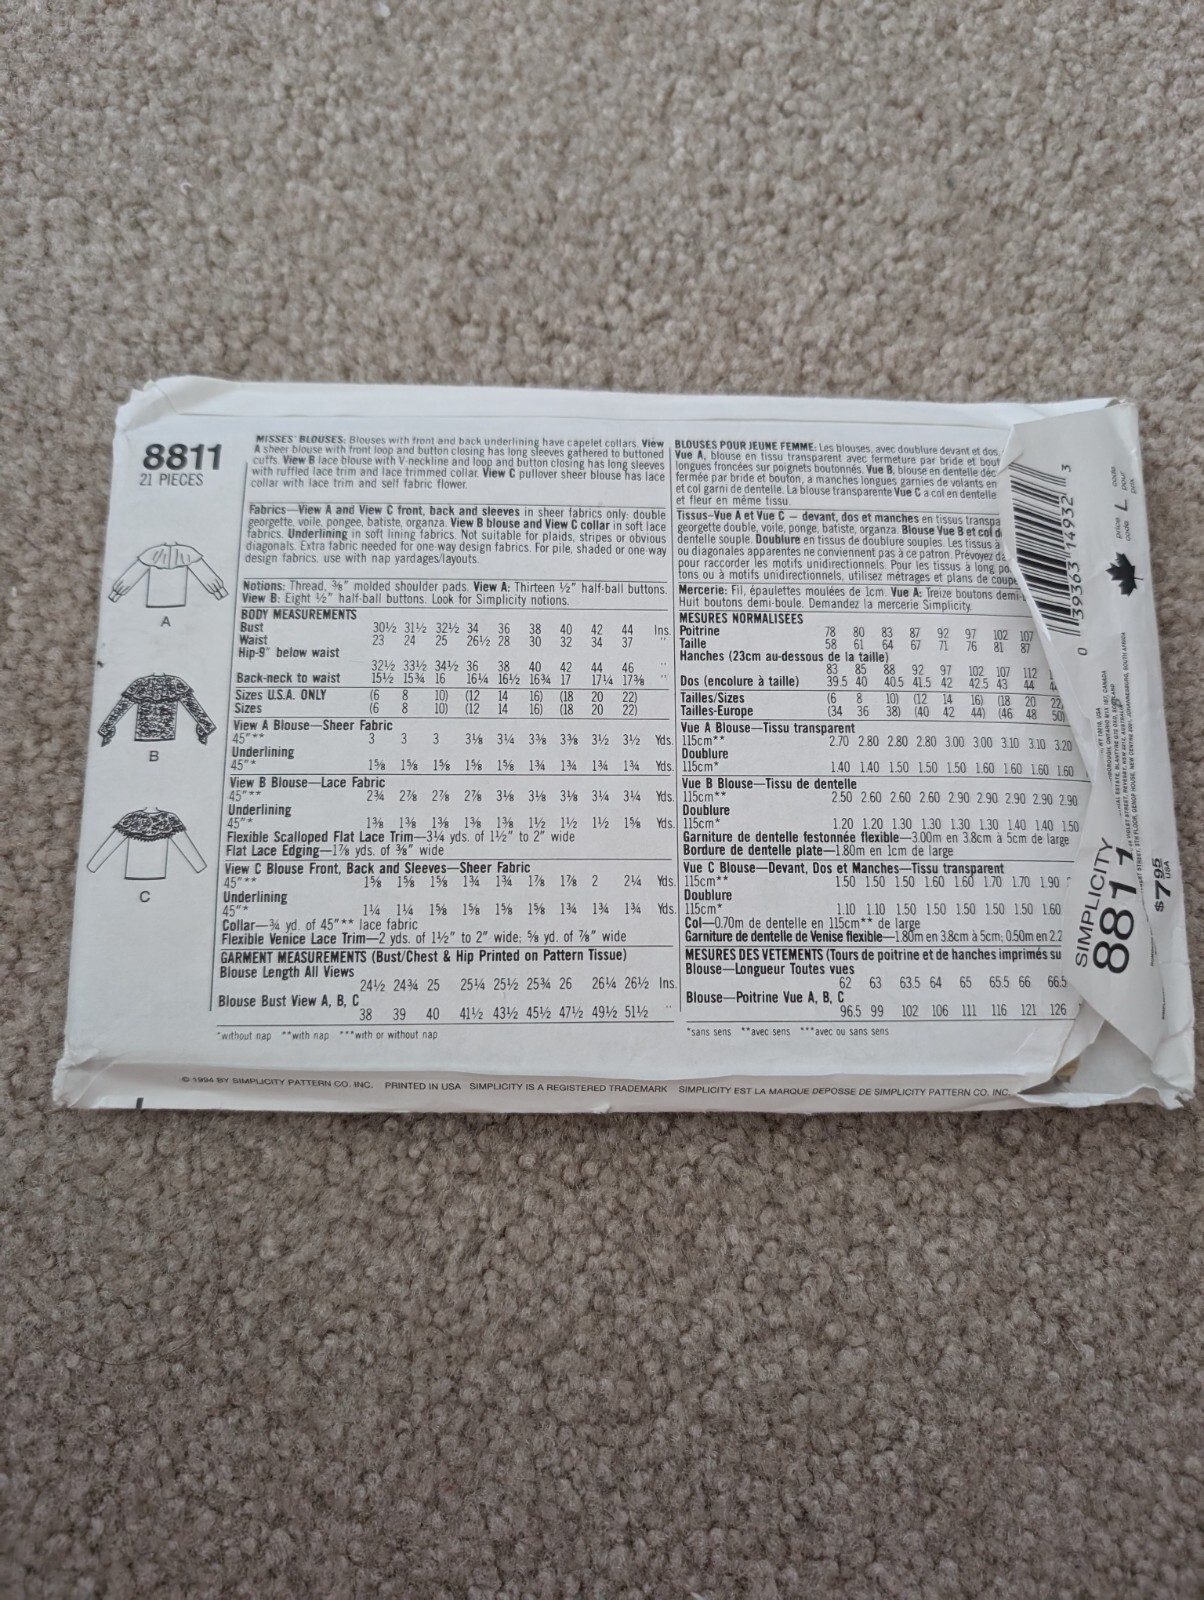 8811
21 PIECES
A
B
C
MISSES' BLOUSES: Blouses with front and back underlining have capelet collars. View
A sheer blouse with front loop and button closing has long sleeves gathered to buttoned
cuffs. View B lace blouse with V-neckline and loop and button closing has long sleeves
with ruffled lace trim and lace trimmed collar. View C pullover sheer blouse has lace
collar with lace trim and self fabric flower.
Fabrics—View A and View C front, back and sleeves in sheer fabrics only: double
georgette, voile, pongee, batiste, organza. View B blouse and View C collar in soft lace
fabrics. Underlining in soft lining fabrics. Not suitable for plaids, stripes or obvious
diagonals. Extra fabric needed for one-way design fabrics. For pile, shaded or one-way
design fabrics, use with nap yardages/layouts.
Notions: Thread, ⅜" molded shoulder pads. View A: Thirteen ½" half-ball buttons.
View B: Eight ½" half-ball buttons. Look for Simplicity notions.
BODY MEASUREMENTS
Bust 30½ 31½ 32½ 34 36 38 40 42 44 Ins.
Waist 23 24 25 26½ 28 30 32 34 37 "
Hip-9" below waist
32½ 33½ 34½ 36 38 40 42 44 46 "
Back-neck to waist 15½ 15¾ 16 16¼ 16½ 16¾ 17 17¼ 17⅜ "
Sizes U.S.A. ONLY (6 8 10) (12 14 16) (18 20 22)
Sizes (6 8 10) (12 14 16) (18 20 22)
View A Blouse—Sheer Fabric
45"** 3 3 3 3⅛ 3¼ 3⅜ 3⅜ 3½ 3½ Yds.
Underlining
45"* 1⅝ 1⅝ 1⅝ 1⅝ 1⅝ 1¾ 1¾ 1¾ 1¾ Yds.
View B Blouse—Lace Fabric
45"** 2¾ 2⅞ 2⅞ 2⅞ 3⅛ 3⅛ 3⅛ 3¼ 3¼ Yds.
Underlining
45"* 1⅜ 1⅜ 1⅜ 1⅜ 1⅜ 1½ 1½ 1½ 1⅝ Yds.
Flexible Scalloped Flat Lace Trim—3¼ yds. of 1½" to 2" wide
Flat Lace Edging—1⅞ yds. of ⅜" wide
View C Blouse Front, Back and Sleeves—Sheer Fabric
45"** 1⅝ 1⅝ 1⅝ 1¾ 1¾ 1⅞ 1⅞ 2 2¼ Yds.
Underlining
45"* 1¼ 1¼ 1⅝ 1⅝ 1⅝ 1⅝ 1¾ 1¾ 1¾ Yds.
Collar—¾ yd. of 45"** lace fabric
Flexible Venice Lace Trim—2 yds. of 1½" to 2" wide; ⅝ yd. of ⅞" wide
GARMENT MEASUREMENTS (Bust/Chest & Hip Printed on Pattern Tissue)
Blouse Length All Views
24½ 24¾ 25 25¼ 25½ 25¾ 26 26¼ 26½ Ins.
Blouse Bust View A, B, C
38 39 40 41½ 43½ 45½ 47½ 49½ 51½ "
*without nap **with nap ***with or without nap
BLOUSES POUR JEUNE FEMME: Les blouses, avec doublure devant et dos,
Vue A, blouse en tissu transparent avec fermeture par bride et bout
longues froncées sur poignets boutonnés. Vue B, blouse en dentelle déc
fermée par bride et bouton, a manches longues garnies de volants en
et col garni de dentelle. La blouse transparente Vue C a col en dentelle
et fleur en même tissu.
Tissus-Vue A et Vue C — devant, dos et manches en tissus transpa
georgette double, voile, ponge, batiste, organza. Blouse Vue B et col d
dentelle souple. Doublure en tissus de doublure souples. Les tissus à
ou diagonales apparentes ne conviennent pas à ce patron. Prévoyez da
pour raccorder les motifs unidirectionnels. Pour les tissus à long po
tons ou à motifs unidirectionnels, utilisez métrages et plans de coupe
Mercerie: Fil, épaulettes moulées de 1cm. Vue A: Treize boutons demi-
Huit boutons demi-boule. Demandez la mercerie Simplicity.
MESURES NORMALISEES
Poitrine 78 80 83 87 92 97 102 107
Taille 58 61 64 67 71 76 81 87
Hanches (23cm au-dessous de la taille)
83 85 88 92 97 102 107 112
Dos (encolure à taille) 39.5 40 40.5 41.5 42 42.5 43 44
Tailles/Sizes (6 8 10) (12 14 16) (18 20 22)
Tailles-Europe (34 36 38) (40 42 44) (46 48 50)
Vue A Blouse—Tissu transparent
115cm** 2.70 2.80 2.80 2.80 3.00 3.00 3.10 3.10 3.20
Doublure
115cm* 1.40 1.40 1.50 1.50 1.50 1.60 1.60 1.60 1.60
Vue B Blouse—Tissu de dentelle
115cm** 2.50 2.60 2.60 2.60 2.90 2.90 2.90 2.90 2.90
Doublure
115cm* 1.20 1.20 1.30 1.30 1.30 1.30 1.40 1.40 1.50
Garniture de dentelle festonnée flexible—3.00m en 3.8cm à 5cm de large
Bordure de dentelle plate—1.80m en 1cm de large
Vue C Blouse—Devant, Dos et Manches—Tissu transparent
115cm** 1.50 1.50 1.50 1.60 1.60 1.70 1.70 1.90
Doublure
115cm* 1.10 1.10 1.50 1.50 1.50 1.50 1.50 1.60
Col—0.70m de dentelle en 115cm** de large
Garniture de dentelle de Venise flexible—1.80m en 3.8cm à 5cm; 0.50m en 2.2
MESURES DES VETEMENTS (Tours de poitrine et de hanches imprimés su
Blouse—Longueur Toutes vues
62 63 63.5 64 65 65.5 66 66.5
Blouse—Poitrine Vue A, B, C
96.5 99 102 106 111 116 121 126
*sans sens **avec sens ***avec ou sans sens
© 1994 BY SIMPLICITY PATTERN CO. INC. PRINTED IN USA SIMPLICITY IS A REGISTERED TRADEMARK SIMPLICITY EST LA MARQUE DEPOSSE DE SIMPLICITY PATTERN CO. INC.
0 39363 14932 3
price code L code pour prix
SIMPLICITY
8811
$7.95
USA